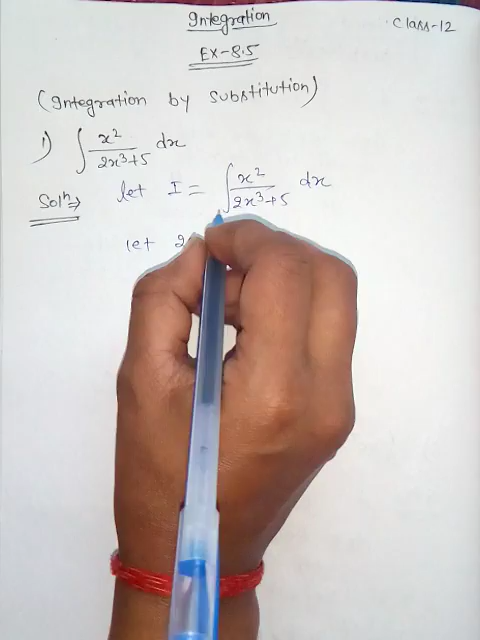 Integration
Class-12
EX-8.5
(Integration by substitution)
1) ∫ x²/(2x³+5) dx
Solⁿ⇒ let I = ∫ x²/(2x³+5) dx
let 2